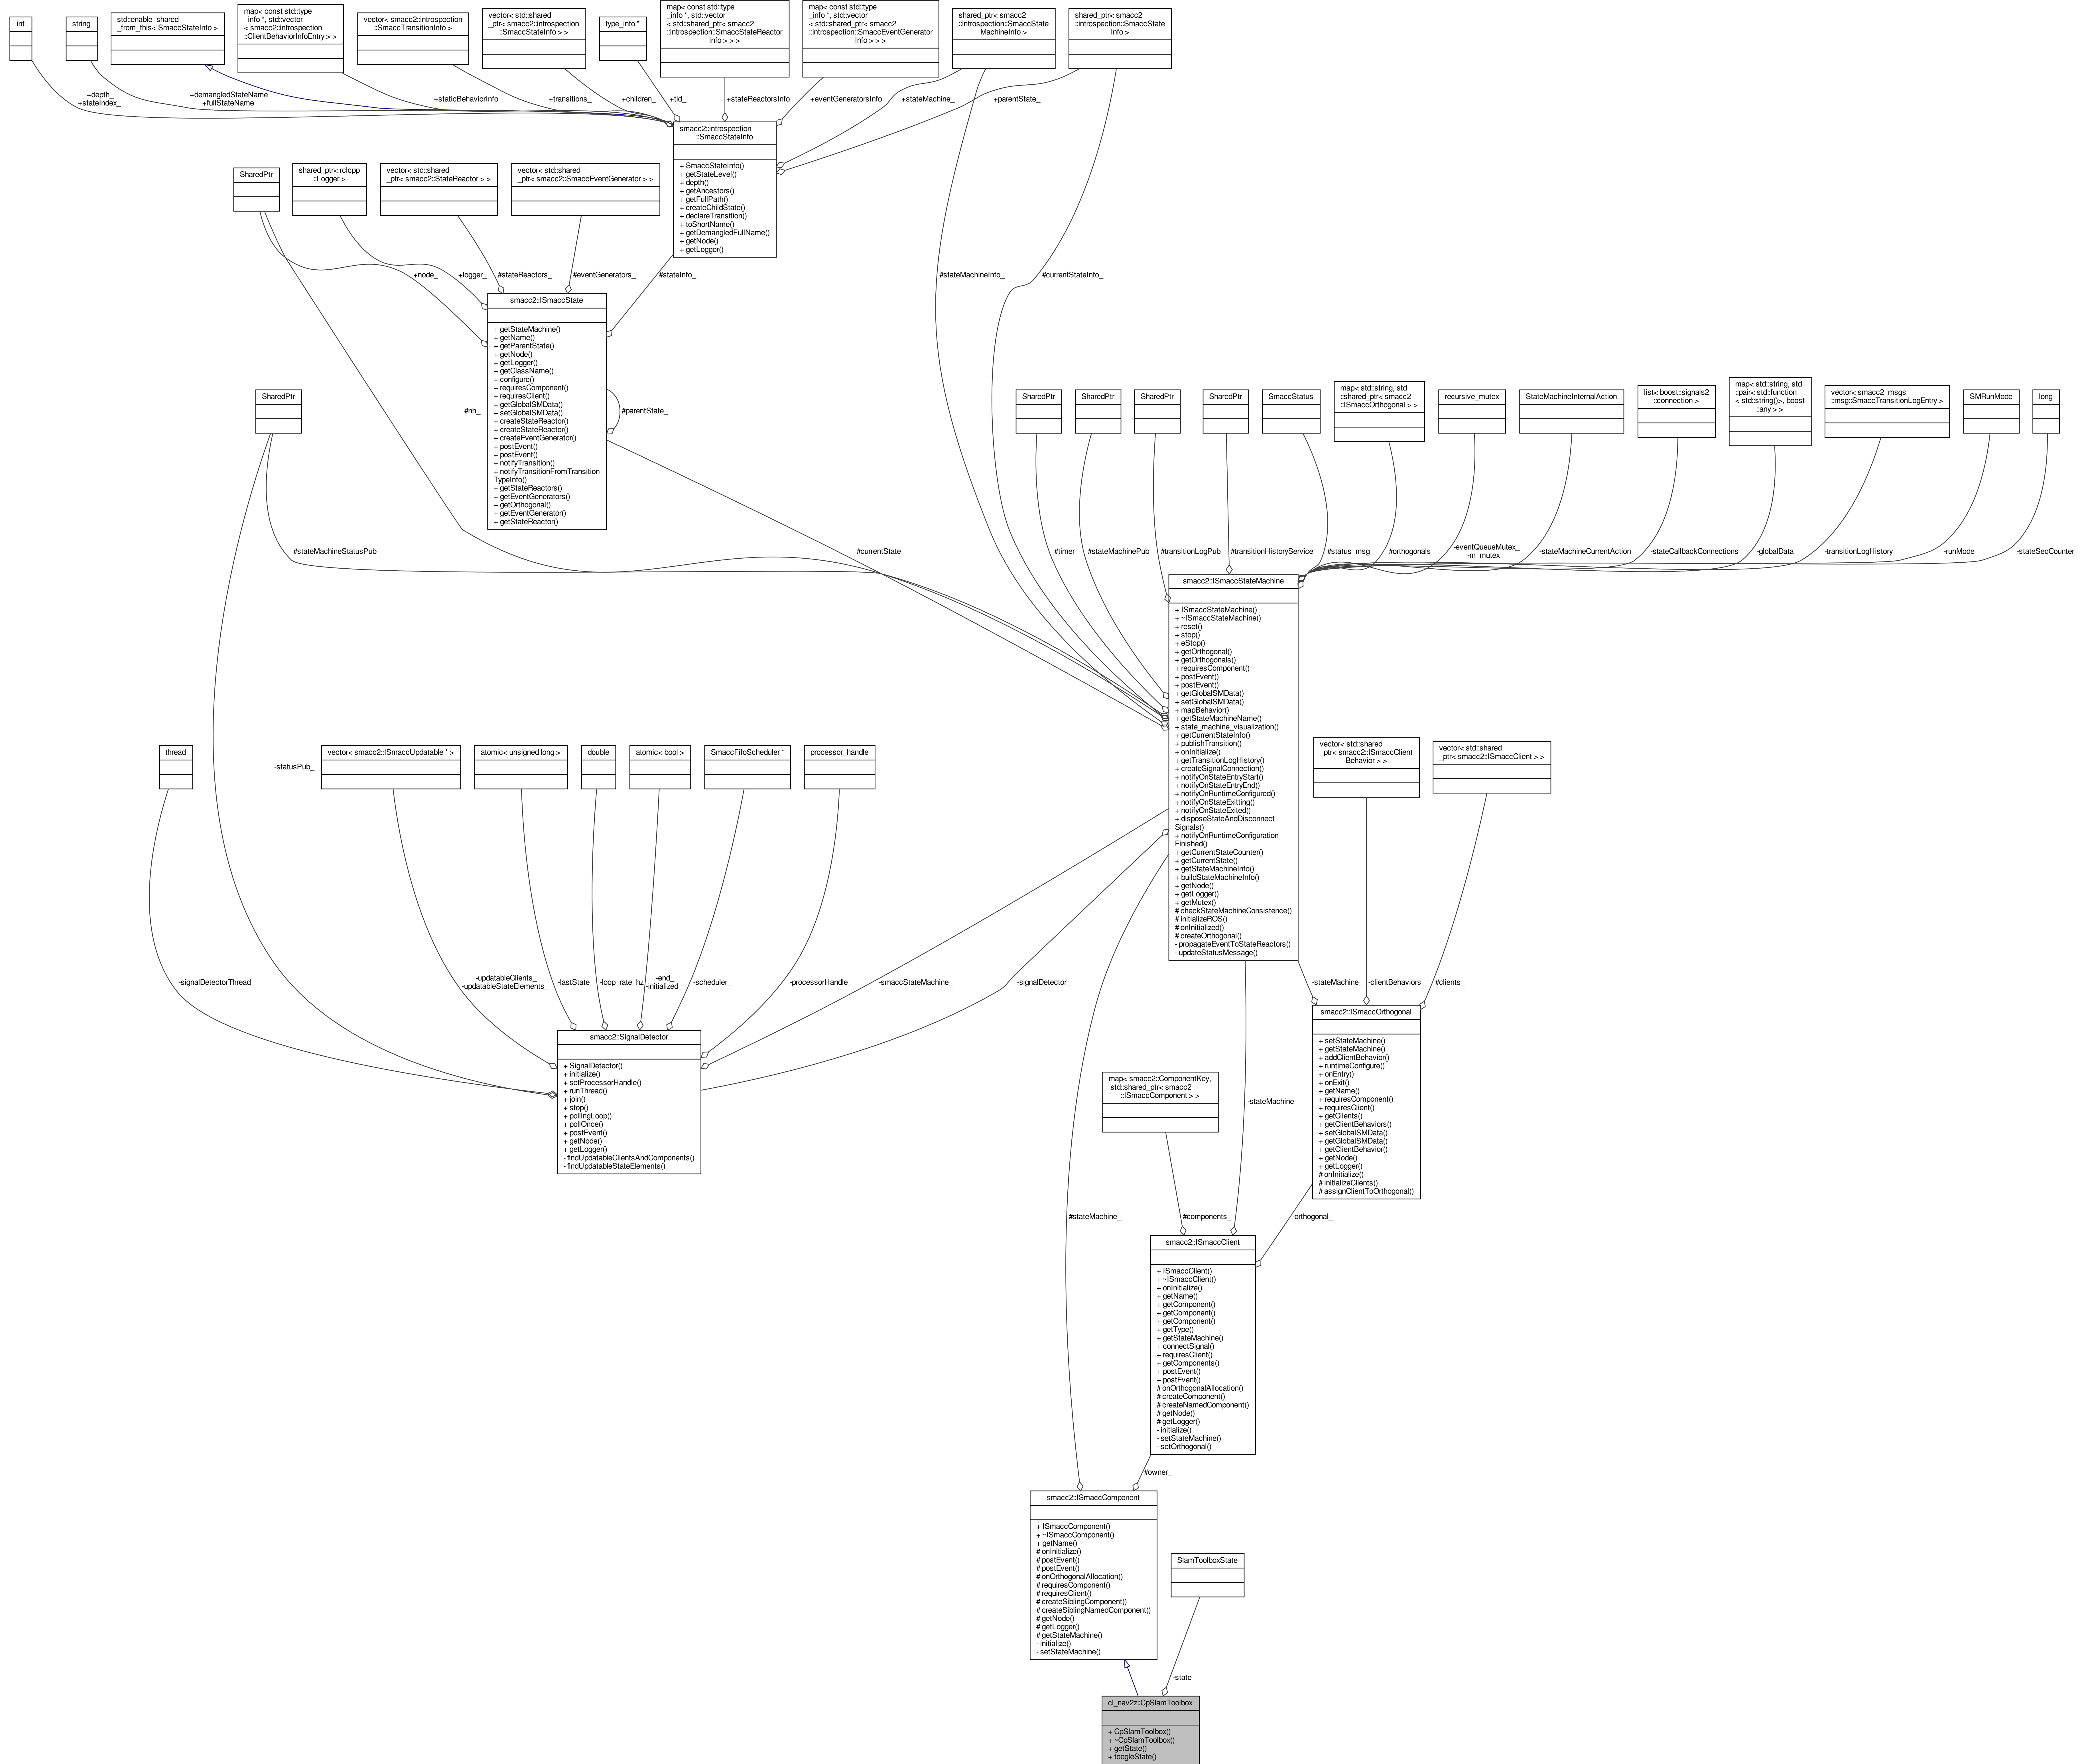 int
string
std::enable_shared
_from_this< SmaccStateInfo >
map< const std::type
_info *, std::vector
< smacc2::introspection
::ClientBehaviorInfoEntry > >
vector< smacc2::introspection
::SmaccTransitionInfo >
vector< std::shared
_ptr< smacc2::introspection
::SmaccStateInfo > >
type_info *
map< const std::type
_info *, std::vector
< std::shared_ptr< smacc2
::introspection::SmaccStateReactor
Info > > >
map< const std::type
_info *, std::vector
< std::shared_ptr< smacc2
::introspection::SmaccEventGenerator
Info > > >
shared_ptr< smacc2
::introspection::SmaccState
MachineInfo >
shared_ptr< smacc2
::introspection::SmaccState
Info >
+depth_
+stateIndex_
+demangledStateName
+fullStateName
+staticBehaviorInfo
+transitions_
+children_
+tid_
+stateReactorsInfo
+eventGeneratorsInfo
+stateMachine_
+parentState_
smacc2::introspection
::SmaccStateInfo
+ SmaccStateInfo()
+ getStateLevel()
+ depth()
+ getAncestors()
+ getFullPath()
+ createChildState()
+ declareTransition()
+ toShortName()
+ getDemangledFullName()
+ getNode()
+ getLogger()
SharedPtr
shared_ptr< rclcpp
::Logger >
vector< std::shared
_ptr< smacc2::StateReactor > >
vector< std::shared
_ptr< smacc2::SmaccEventGenerator > >
+node_
+logger_
#stateReactors_
#eventGenerators_
#stateInfo_
#stateMachineInfo_
#currentStateInfo_
smacc2::ISmaccState
+ getStateMachine()
+ getName()
+ getParentState()
+ getNode()
+ getLogger()
+ getClassName()
+ configure()
+ requiresComponent()
+ requiresClient()
+ getGlobalSMData()
+ setGlobalSMData()
+ createStateReactor()
+ createStateReactor()
+ createEventGenerator()
+ postEvent()
+ postEvent()
+ notifyTransition()
+ notifyTransitionFromTransition
TypeInfo()
+ getStateReactors()
+ getEventGenerators()
+ getOrthogonal()
+ getEventGenerator()
+ getStateReactor()
#parentState_
#nh_
SharedPtr
SharedPtr
SharedPtr
SharedPtr
SharedPtr
SmaccStatus
map< std::string, std
::shared_ptr< smacc2
::ISmaccOrthogonal > >
recursive_mutex
StateMachineInternalAction
list< boost::signals2
::connection >
map< std::string, std
::pair< std::function
< std::string()>, boost
::any > >
vector< smacc2_msgs
::msg::SmaccTransitionLogEntry >
SMRunMode
long
#stateMachineStatusPub_
#currentState_
#timer_
#stateMachinePub_
#transitionLogPub_
#transitionHistoryService_
#status_msg_
#orthogonals_
-eventQueueMutex_
-m_mutex_
-stateMachineCurrentAction
-stateCallbackConnections
-globalData_
-transitionLogHistory_
-runMode_
-stateSeqCounter_
smacc2::ISmaccStateMachine
+ ISmaccStateMachine()
+ ~ISmaccStateMachine()
+ reset()
+ stop()
+ eStop()
+ getOrthogonal()
+ getOrthogonals()
+ requiresComponent()
+ postEvent()
+ postEvent()
+ getGlobalSMData()
+ setGlobalSMData()
+ mapBehavior()
+ getStateMachineName()
+ state_machine_visualization()
+ getCurrentStateInfo()
+ publishTransition()
+ onInitialize()
+ getTransitionLogHistory()
+ createSignalConnection()
+ notifyOnStateEntryStart()
+ notifyOnStateEntryEnd()
+ notifyOnRuntimeConfigured()
+ notifyOnStateExitting()
+ notifyOnStateExited()
+ disposeStateAndDisconnect
Signals()
+ notifyOnRuntimeConfiguration
Finished()
+ getCurrentStateCounter()
+ getCurrentState()
+ getStateMachineInfo()
+ buildStateMachineInfo()
+ getNode()
+ getLogger()
+ getMutex()
# checkStateMachineConsistence()
# initializeROS()
# onInitialized()
# createOrthogonal()
- propagateEventToStateReactors()
- updateStatusMessage()
thread
-statusPub_
vector< smacc2::ISmaccUpdatable * >
atomic< unsigned long >
double
atomic< bool >
SmaccFifoScheduler *
processor_handle
vector< std::shared
_ptr< smacc2::ISmaccClient
Behavior > >
vector< std::shared
_ptr< smacc2::ISmaccClient > >
-signalDetectorThread_
-updatableClients_
-updatableStateElements_
-lastState_
-loop_rate_hz
-end_
-initialized_
-scheduler_
-processorHandle_
-smaccStateMachine_
-signalDetector_
-stateMachine_
-clientBehaviors_
#clients_
smacc2::SignalDetector
+ SignalDetector()
+ initialize()
+ setProcessorHandle()
+ runThread()
+ join()
+ stop()
+ pollingLoop()
+ pollOnce()
+ postEvent()
+ getNode()
+ getLogger()
- findUpdatableClientsAndComponents()
- findUpdatableStateElements()
smacc2::ISmaccOrthogonal
+ setStateMachine()
+ getStateMachine()
+ addClientBehavior()
+ runtimeConfigure()
+ onEntry()
+ onExit()
+ getName()
+ requiresComponent()
+ requiresClient()
+ getClients()
+ getClientBehaviors()
+ setGlobalSMData()
+ getGlobalSMData()
+ getClientBehavior()
+ getNode()
+ getLogger()
# onInitialize()
# initializeClients()
# assignClientToOrthogonal()
map< smacc2::ComponentKey,
std::shared_ptr< smacc2
::ISmaccComponent > >
-stateMachine_
#stateMachine_
#components_
-orthogonal_
smacc2::ISmaccClient
+ ISmaccClient()
+ ~ISmaccClient()
+ onInitialize()
+ getName()
+ getComponent()
+ getComponent()
+ getComponent()
+ getType()
+ getStateMachine()
+ connectSignal()
+ requiresClient()
+ getComponents()
+ postEvent()
+ postEvent()
# onOrthogonalAllocation()
# createComponent()
# createNamedComponent()
# getNode()
# getLogger()
- initialize()
- setStateMachine()
- setOrthogonal()
#owner_
smacc2::ISmaccComponent
+ ISmaccComponent()
+ ~ISmaccComponent()
+ getName()
# onInitialize()
# postEvent()
# postEvent()
# onOrthogonalAllocation()
# requiresComponent()
# requiresClient()
# createSiblingComponent()
# createSiblingNamedComponent()
# getNode()
# getLogger()
# getStateMachine()
- initialize()
- setStateMachine()
SlamToolboxState
-state_
cl_nav2z::CpSlamToolbox
+ CpSlamToolbox()
+ ~CpSlamToolbox()
+ getState()
+ toogleState()